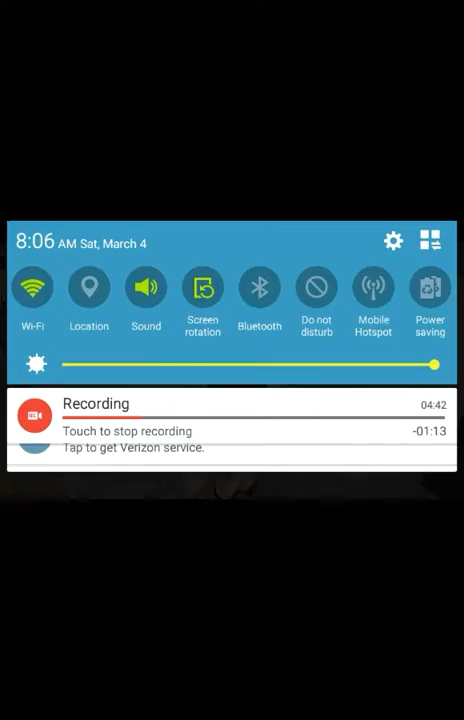 8:06 AM Sat, March 4
Wi-Fi
Location
Sound
Screen
rotation
Bluetooth
Do not
disturb
Mobile
Hotspot
Power
saving
Recording
04:42
Touch to stop recording
-01:13
Tap to get Verizon service.